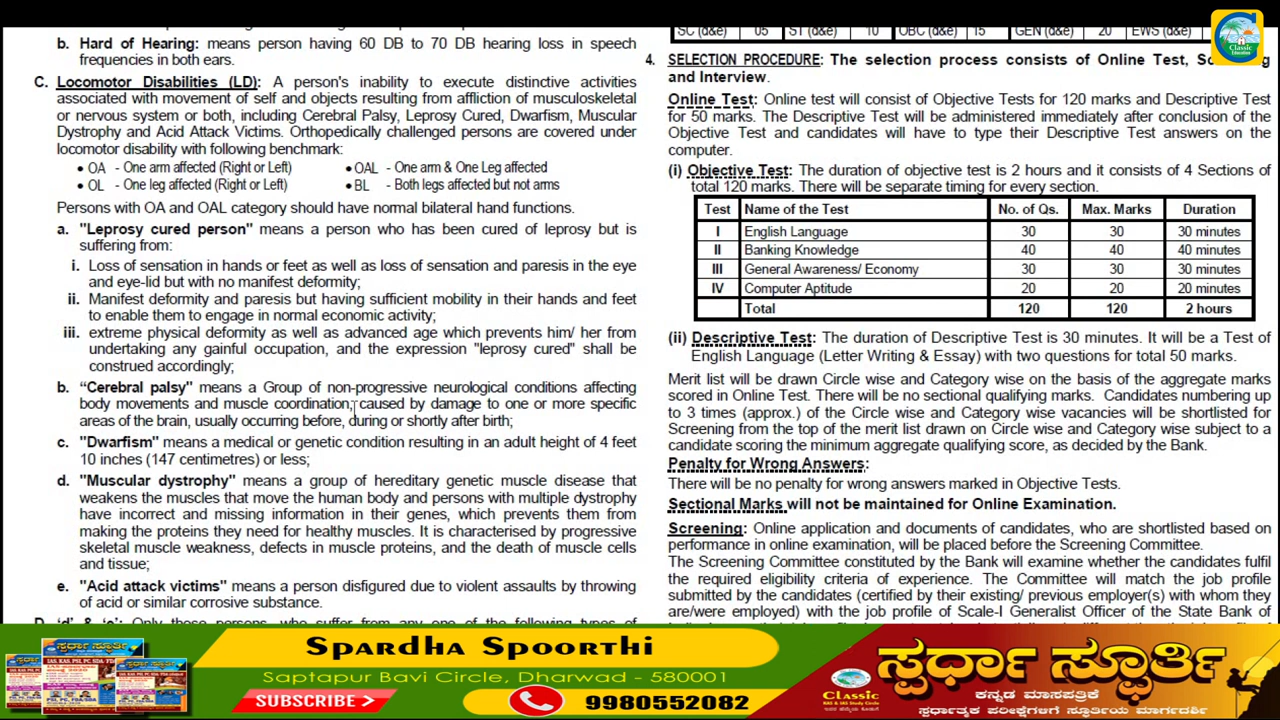 b. Hard of Hearing: means person having 60 DB to 70 DB hearing loss in speech
frequencies in both ears.
C. Locomotor Disabilities (LD): A person's inability to execute distinctive activities
associated with movement of self and objects resulting from affliction of musculoskeletal
or nervous system or both, including Cerebral Palsy, Leprosy Cured, Dwarfism, Muscular
Dystrophy and Acid Attack Victims. Orthopedically challenged persons are covered under
locomotor disability with following benchmark:
• OA - One arm affected (Right or Left) • OAL - One arm & One Leg affected
• OL - One leg affected (Right or Left) • BL - Both legs affected but not arms
Persons with OA and OAL category should have normal bilateral hand functions.
a. "Leprosy cured person" means a person who has been cured of leprosy but is
suffering from:
i. Loss of sensation in hands or feet as well as loss of sensation and paresis in the eye
and eye-lid but with no manifest deformity;
ii. Manifest deformity and paresis but having sufficient mobility in their hands and feet
to enable them to engage in normal economic activity;
iii. extreme physical deformity as well as advanced age which prevents him/ her from
undertaking any gainful occupation, and the expression "leprosy cured" shall be
construed accordingly;
b. "Cerebral palsy" means a Group of non-progressive neurological conditions affecting
body movements and muscle coordination, caused by damage to one or more specific
areas of the brain, usually occurring before, during or shortly after birth;
c. "Dwarfism" means a medical or genetic condition resulting in an adult height of 4 feet
10 inches (147 centimetres) or less;
d. "Muscular dystrophy" means a group of hereditary genetic muscle disease that
weakens the muscles that move the human body and persons with multiple dystrophy
have incorrect and missing information in their genes, which prevents them from
making the proteins they need for healthy muscles. It is characterised by progressive
skeletal muscle weakness, defects in muscle proteins, and the death of muscle cells
and tissue;
e. "Acid attack victims" means a person disfigured due to violent assaults by throwing
of acid or similar corrosive substance.
D. 'd' & 'e': Only those persons, who suffer from any one of the following types of
SC (d&e) 05 ST (d&e) 10 OBC (d&e) 15 GEN (d&e) 20 EWS (d&e)
4. SELECTION PROCEDURE: The selection process consists of Online Test,
and Interview.
Online Test: Online test will consist of Objective Tests for 120 marks and Descriptive Test
for 50 marks. The Descriptive Test will be administered immediately after conclusion of the
Objective Test and candidates will have to type their Descriptive Test answers on the
computer.
(i) Objective Test: The duration of objective test is 2 hours and it consists of 4 Sections of
total 120 marks. There will be separate timing for every section.
Test Name of the Test No. of Qs. Max. Marks Duration
I English Language 30 30 30 minutes
II Banking Knowledge 40 40 40 minutes
III General Awareness/ Economy 30 30 30 minutes
IV Computer Aptitude 20 20 20 minutes
Total 120 120 2 hours
(ii) Descriptive Test: The duration of Descriptive Test is 30 minutes. It will be a Test of
English Language (Letter Writing & Essay) with two questions for total 50 marks.
Merit list will be drawn Circle wise and Category wise on the basis of the aggregate marks
scored in Online Test. There will be no sectional qualifying marks. Candidates numbering up
to 3 times (approx.) of the Circle wise and Category wise vacancies will be shortlisted for
Screening from the top of the merit list drawn on Circle wise and Category wise subject to a
candidate scoring the minimum aggregate qualifying score, as decided by the Bank.
Penalty for Wrong Answers:
There will be no penalty for wrong answers marked in Objective Tests.
Sectional Marks will not be maintained for Online Examination.
Screening: Online application and documents of candidates, who are shortlisted based on
performance in online examination, will be placed before the Screening Committee.
The Screening Committee constituted by the Bank will examine whether the candidates fulfil
the required eligibility criteria of experience. The Committee will match the job profile
submitted by the candidates (certified by their existing/ previous employer(s) with whom they
are/were employed) with the job profile of Scale-I Generalist Officer of the State Bank of
Classic
Education
Spardha Spoorthi
Saptapur Bavi Circle, Dharwad - 580001
SUBSCRIBE
9980552082
Classic
KAS & IAS Study Circle
ಸ್ಪರ್ಧಾ ಸ್ಫೂರ್ತಿ
ಕನ್ನಡ ಮಾಸಪತ್ರಿಕೆ
ಸ್ಪರ್ಧಾತ್ಮಕ ಪರೀಕ್ಷೆಗಳಿಗೆ ಸ್ಫೂರ್ತಿಯ ಮಾರ್ಗದರ್ಶಿ